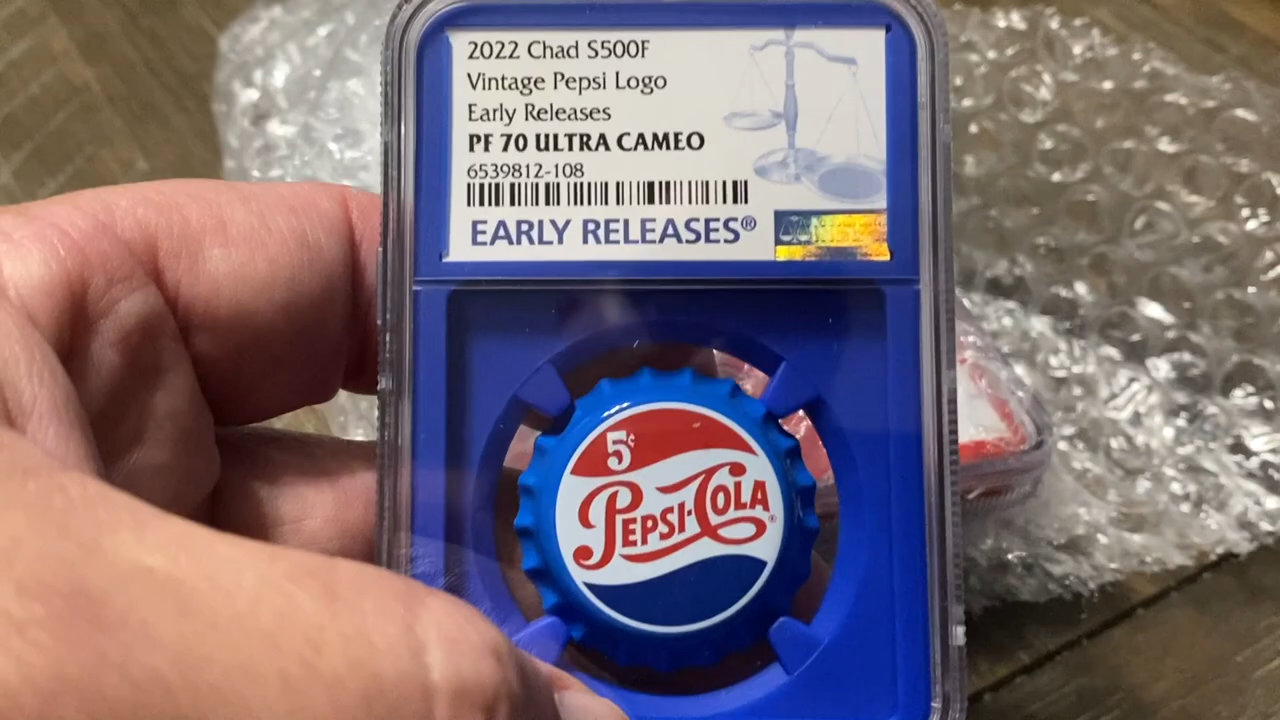 2022 Chad S500F
Vintage Pepsi Logo
Early Releases
PF 70 ULTRA CAMEO
6539812-108
EARLY RELEASES®
5¢
PEPSI-COLA®